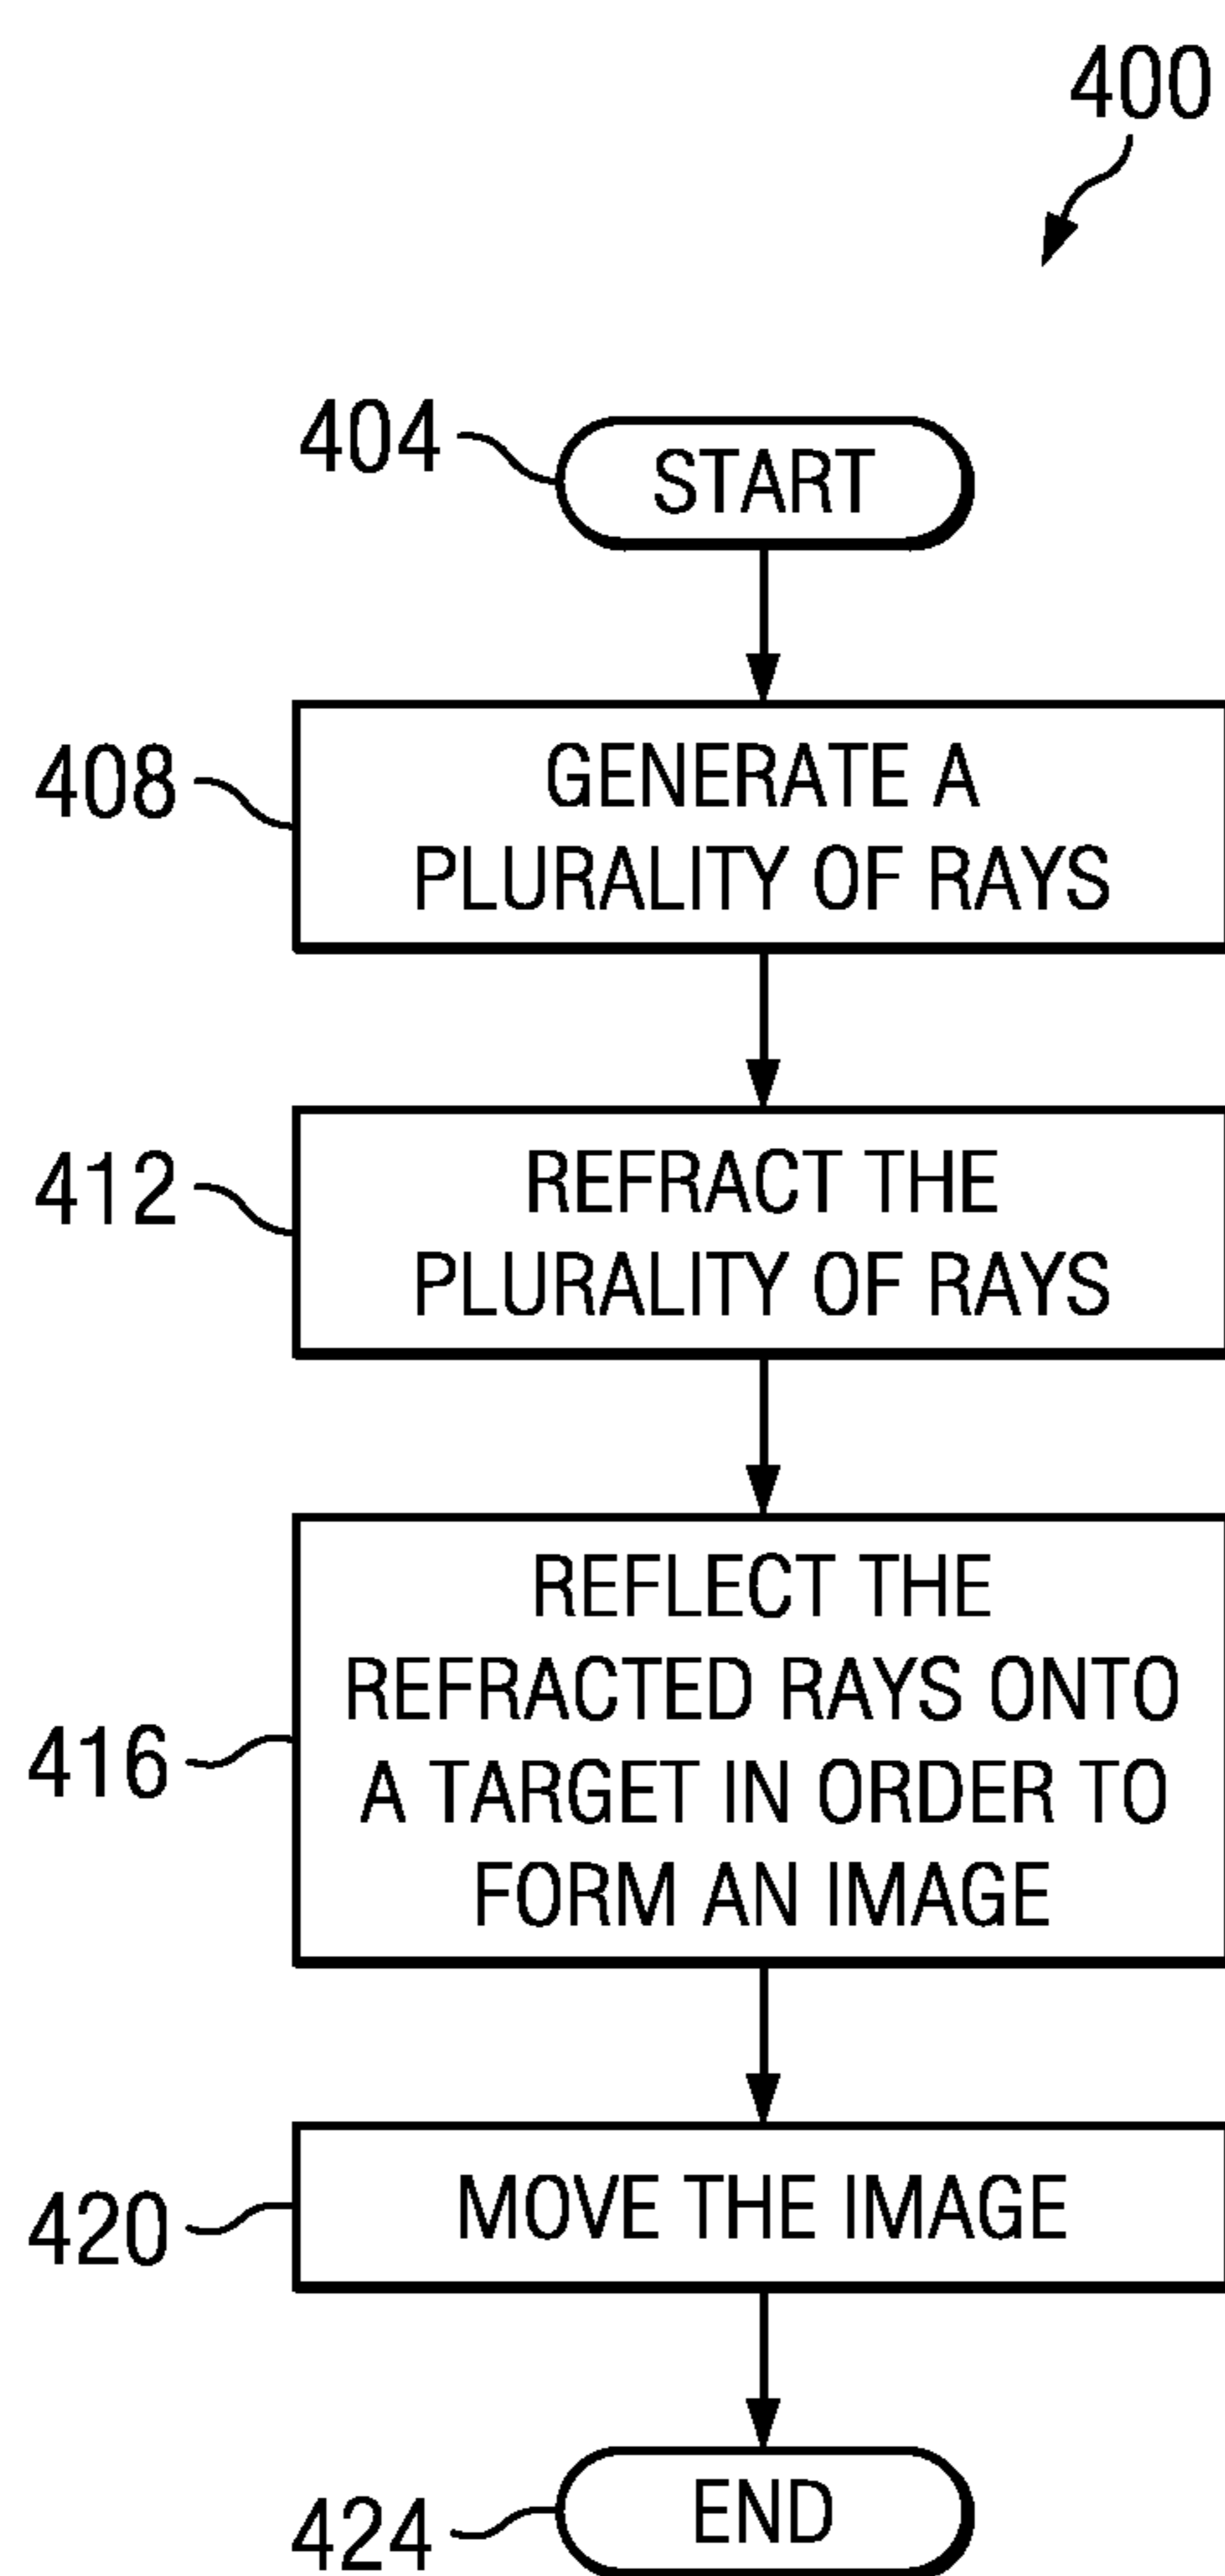 400
404
START
408
GENERATE A
PLURALITY OF RAYS
412
REFRACT THE
PLURALITY OF RAYS
416
REFLECT THE
REFRACTED RAYS ONTO
A TARGET IN ORDER TO
FORM AN IMAGE
420
MOVE THE IMAGE
424
END